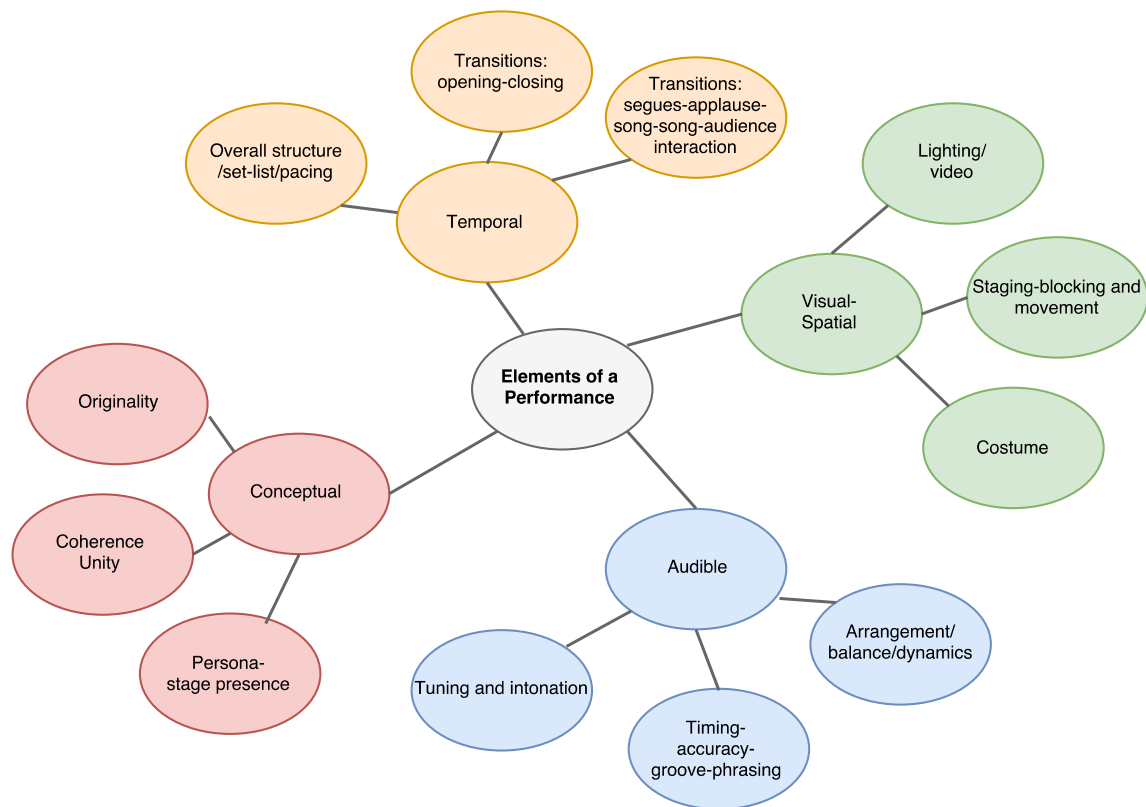 Transitions:
opening-closing
Transitions:
segues-applause-
song-song-audience
interaction
Overall structure
/set-list/pacing
Temporal
Lighting/
video
Staging-blocking and
movement
Visual-
Spatial
Costume
Elements of a
Performance
Originality
Conceptual
Coherence
Unity
Persona-
stage presence
Audible
Arrangement/
balance/dynamics
Tuning and intonation
Timing-
accuracy-
groove-phrasing